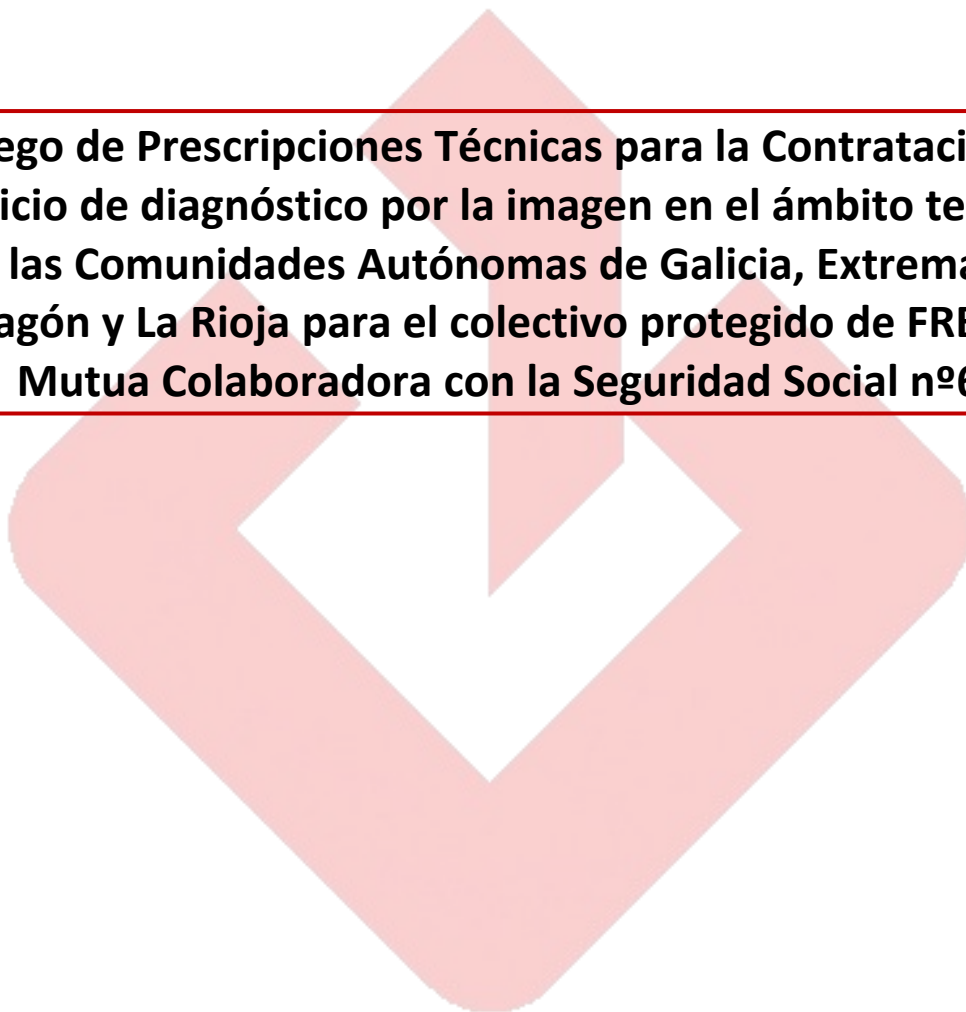 ego de Prescripciones Técnicas para la Contrataci
icio de diagnóstico por la imagen en el ámbito te
las Comunidades Autónomas de Galicia, Extrema
agón y La Rioja para el colectivo protegido de FRE
Mutua Colaboradora con la Seguridad Social nº6